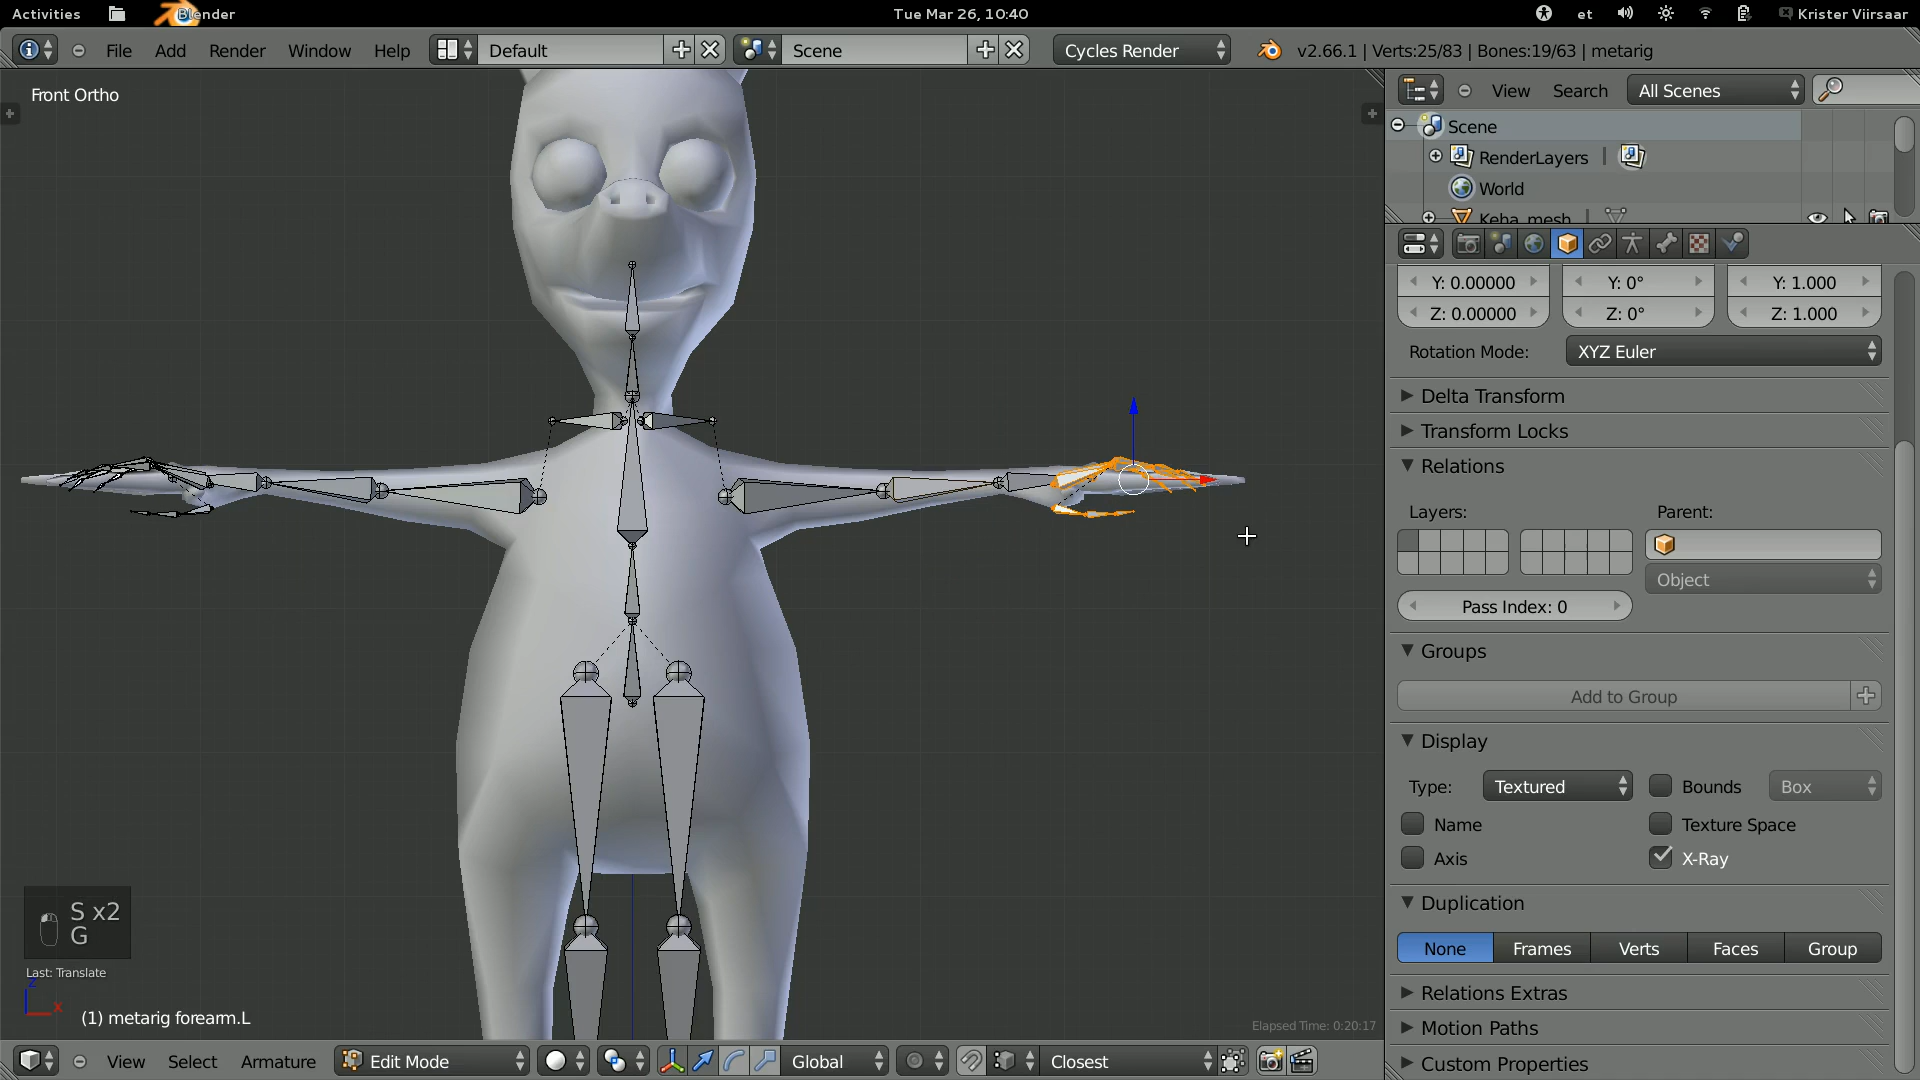 Activities
Blender
Tue Mar 26, 10:40
et
Krister Viirsaar
File
Add
Render
Window
Help
Default
Scene
Cycles Render
v2.66.1 | Verts:25/83 | Bones:19/63 | metarig
Front Ortho
View
Search
All Scenes
Scene
RenderLayers
World
Keha_mesh
Y: 0.00000
Y: 0°
Y: 1.000
Z: 0.00000
Z: 0°
Z: 1.000
Rotation Mode:
XYZ Euler
Delta Transform
Transform Locks
Relations
Layers:
Parent:
Object
Pass Index: 0
Groups
Add to Group
Display
Type:
Textured
Bounds
Box
Name
Texture Space
Axis
X-Ray
Duplication
None
Frames
Verts
Faces
Group
Relations Extras
Motion Paths
Custom Properties
S x2
G
Last: Translate
z
x
(1) metarig forearm.L
Elapsed Time: 0:20:17
View
Select
Armature
Edit Mode
Global
Closest